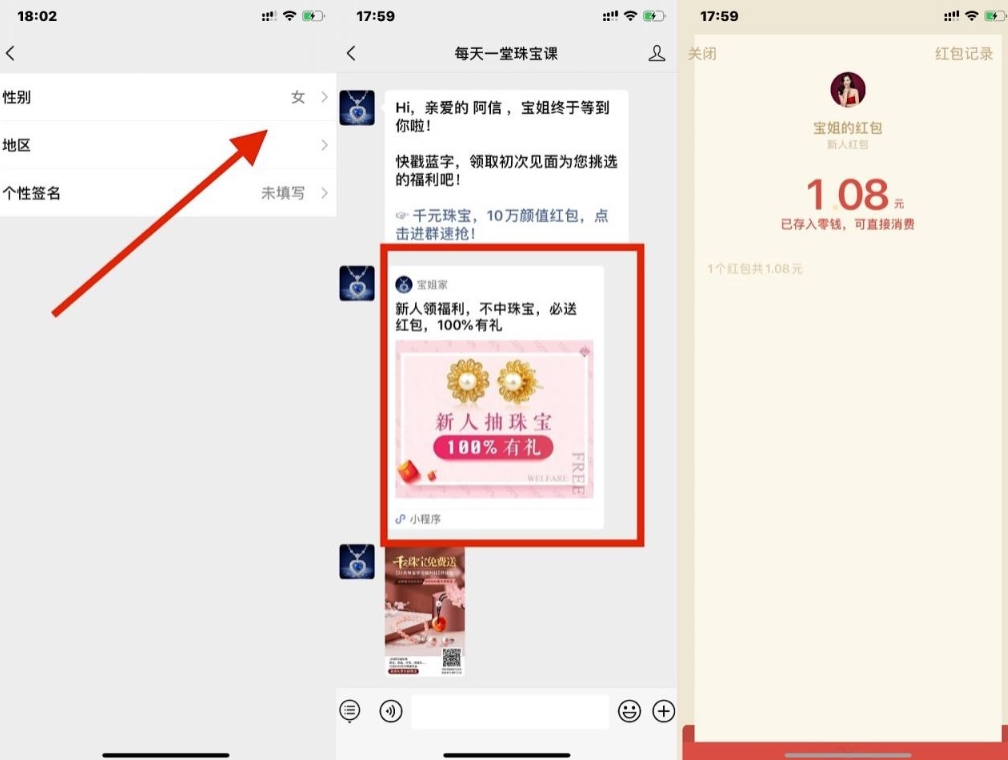 18:02
性别
女
地区
个性签名
未填写
17:59
每天一堂珠宝课
Hi，亲爱的 阿信 ，宝姐终于等到
你啦！
快戳蓝字，领取初次见面为您挑选
的福利吧！
☞ 千元珠宝，10万颜值红包，点
击进群速抢！
宝姐家
新人领福利，不中珠宝，必送
红包，100%有礼
新人抽珠宝
100%有礼
WELFARE
FREE
小程序
千元珠宝免费送
17:59
关闭
红包记录
宝姐的红包
新人红包
1.08元
已存入零钱，可直接消费
1个红包共1.08元